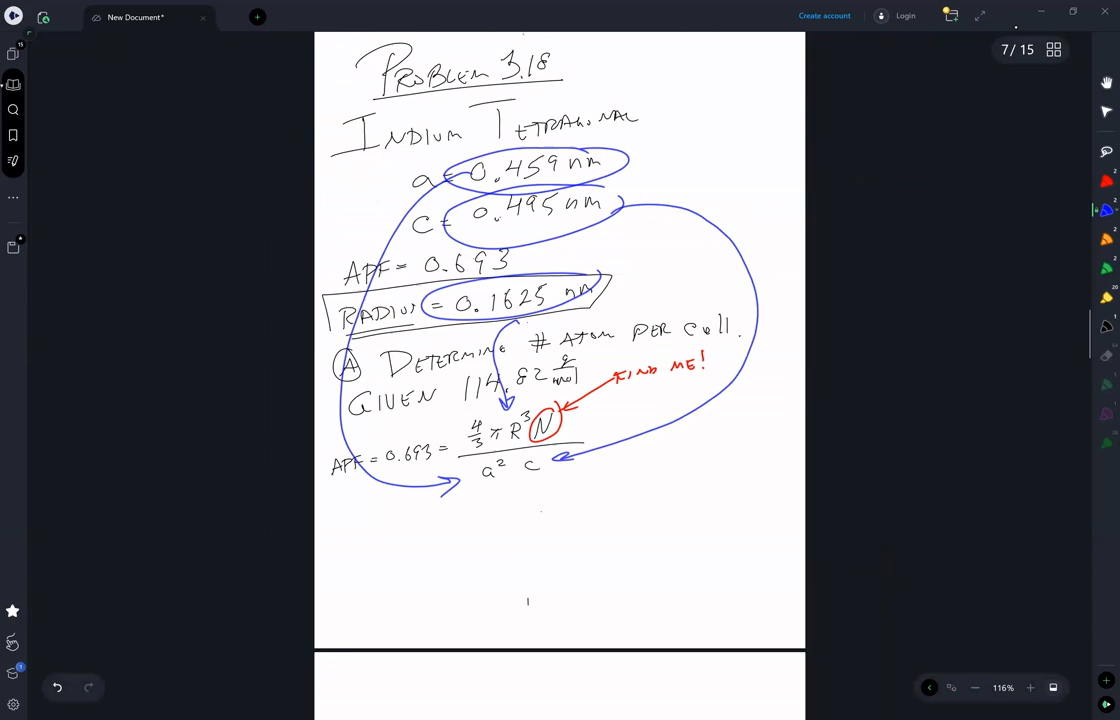 New Document*
Create account
Login
7 / 15
PROBLEM 3.18
INDIUM TETRAGONAL
a = 0.459 nm
c = 0.495 nm
APF = 0.693
RADIUS = 0.1625 nm
A DETERMINE # ATOM PER Cell.
GIVEN 114.82 g/mol
FIND ME!
APF = 0.693 = 4/3 π R³ N / a² c
1
116%